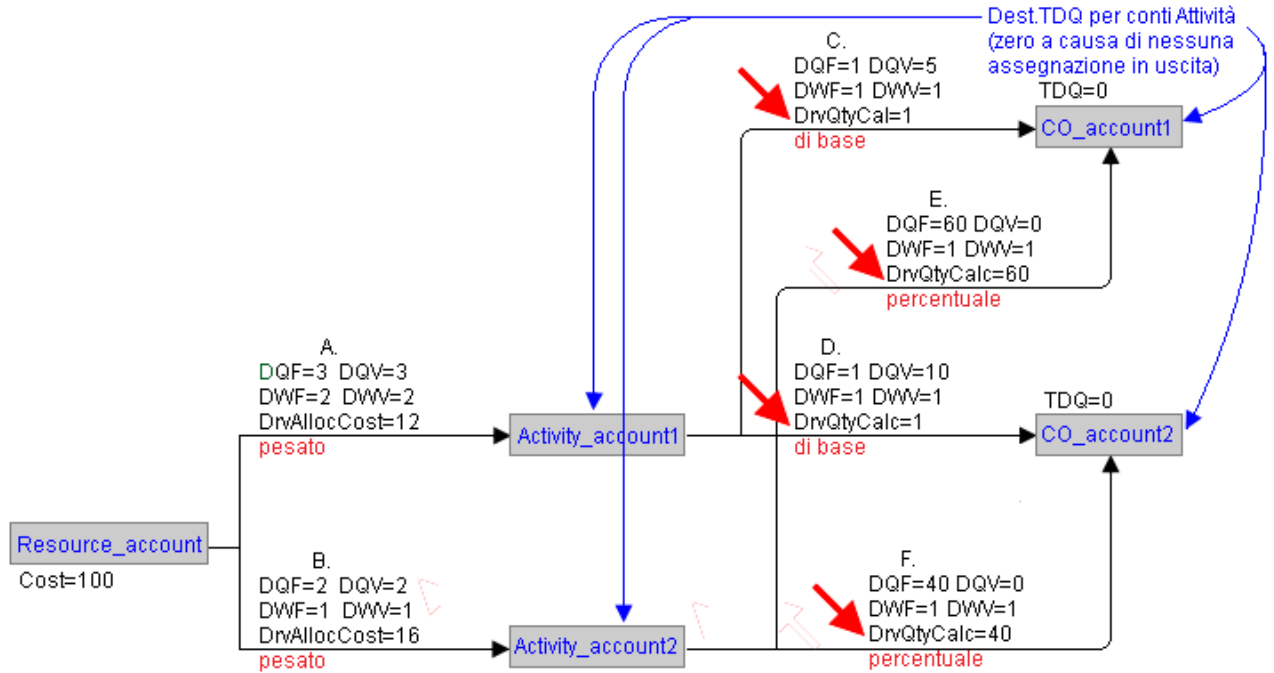 Dest.TDQ per conti Attività
(zero a causa di nessuna
assegnazione in uscita)
C.
DQF=1 DQV=5
DWF=1 DWV=1
DrvQtyCal=1
di base
TDQ=0
CO_account1
E.
DQF=60 DQV=0
DWF=1 DWV=1
DrvQtyCalc=60
percentuale
A.
DQF=3 DQV=3
DWF=2 DWV=2
DrvAllocCost=12
pesato
Activity_account1
D.
DQF=1 DQV=10
DWF=1 DWV=1
DrvQtyCalc=1
di base
TDQ=0
CO_account2
Resource_account
Cost=100
B.
DQF=2 DQV=2
DWF=1 DWV=1
DrvAllocCost=16
pesato
Activity_account2
F.
DQF=40 DQV=0
DWF=1 DWV=1
DrvQtyCalc=40
percentuale